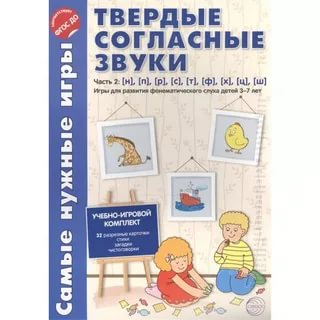 соответствует
ФГОС ДО
Самые нужные игры
ТВЕРДЫЕ
СОГЛАСНЫЕ
ЗВУКИ
Часть 2: [н], [п], [р], [с], [т], [ф], [х], [ц], [ш]
Игры для развития фонематического слуха детей 3–7 лет
УЧЕБНО-ИГРОВОЙ
КОМПЛЕКТ
32 разрезные карточки
стихи
загадки
чистоговорки